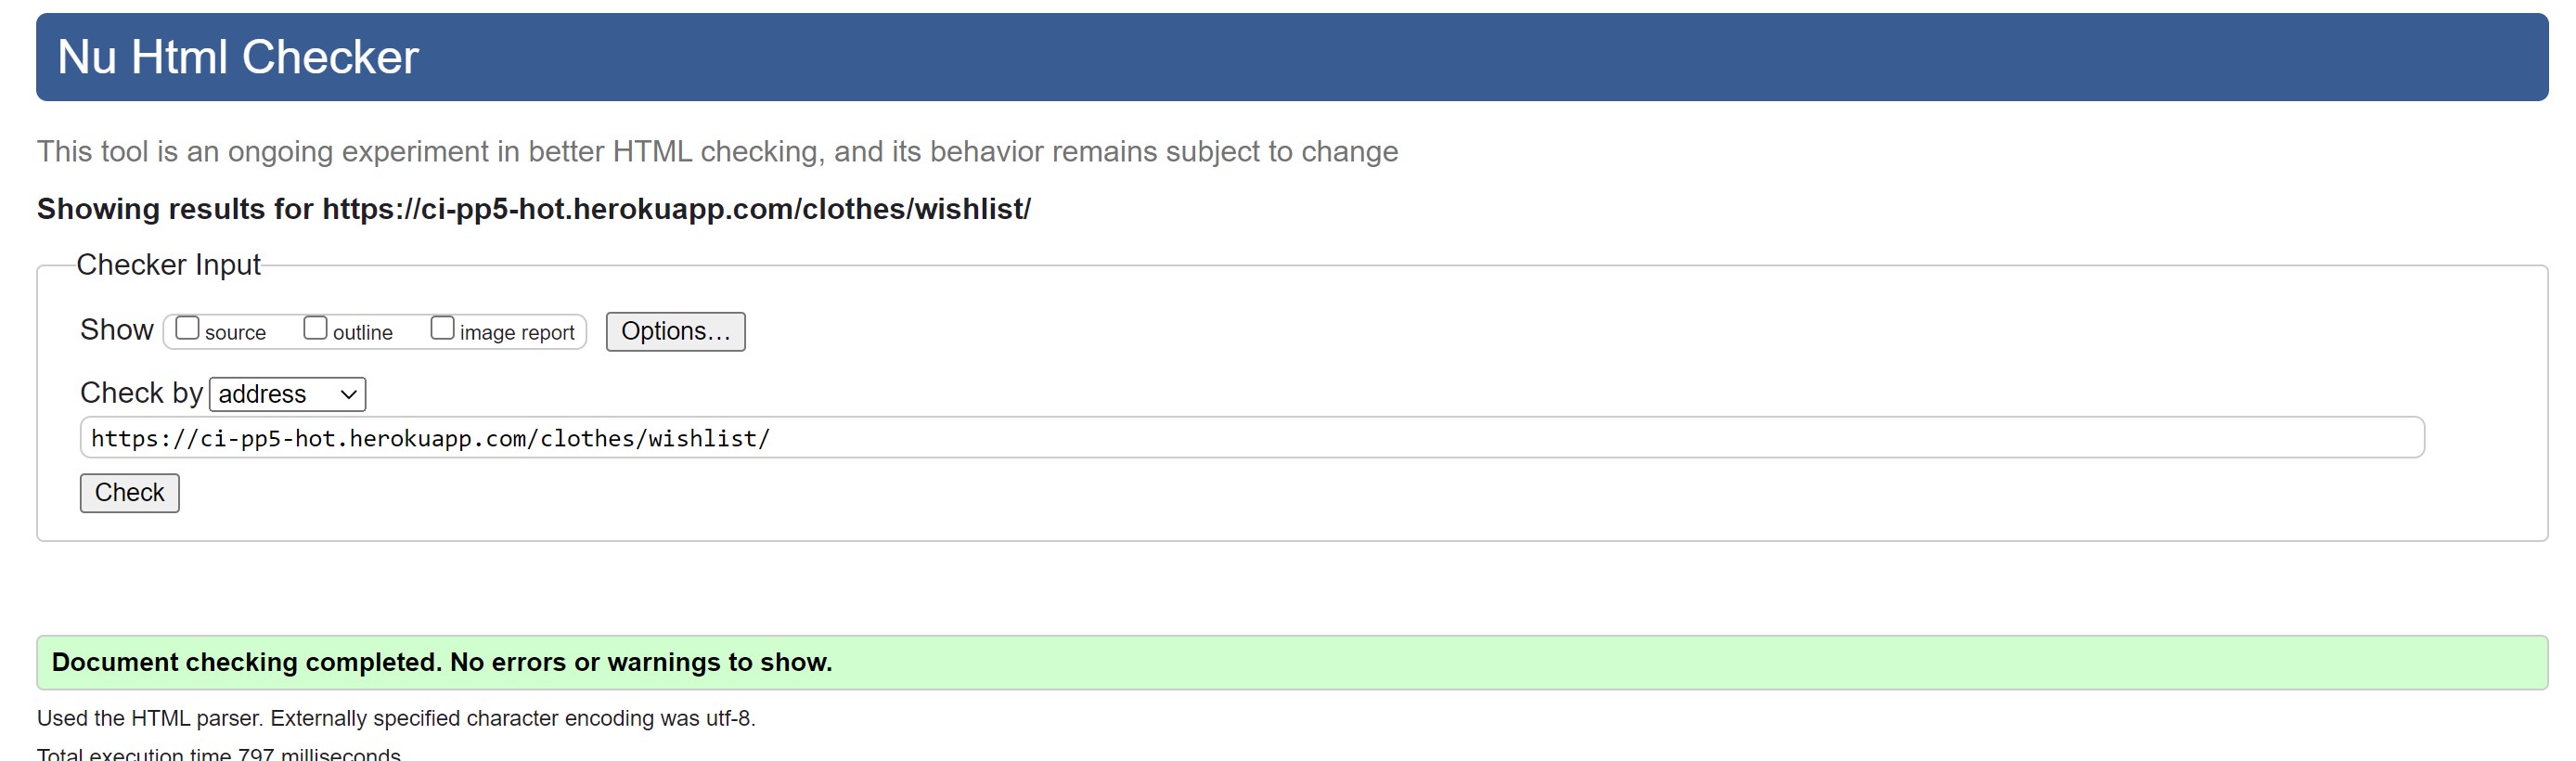 Nu Html Checker
This tool is an ongoing experiment in better HTML checking, and its behavior remains subject to change
Showing results for https://ci-pp5-hot.herokuapp.com/clothes/wishlist/
Checker Input
Show source outline image report Options...
Check by address
https://ci-pp5-hot.herokuapp.com/clothes/wishlist/
Check
Document checking completed. No errors or warnings to show.
Used the HTML parser. Externally specified character encoding was utf-8.
Total execution time 797 milliseconds